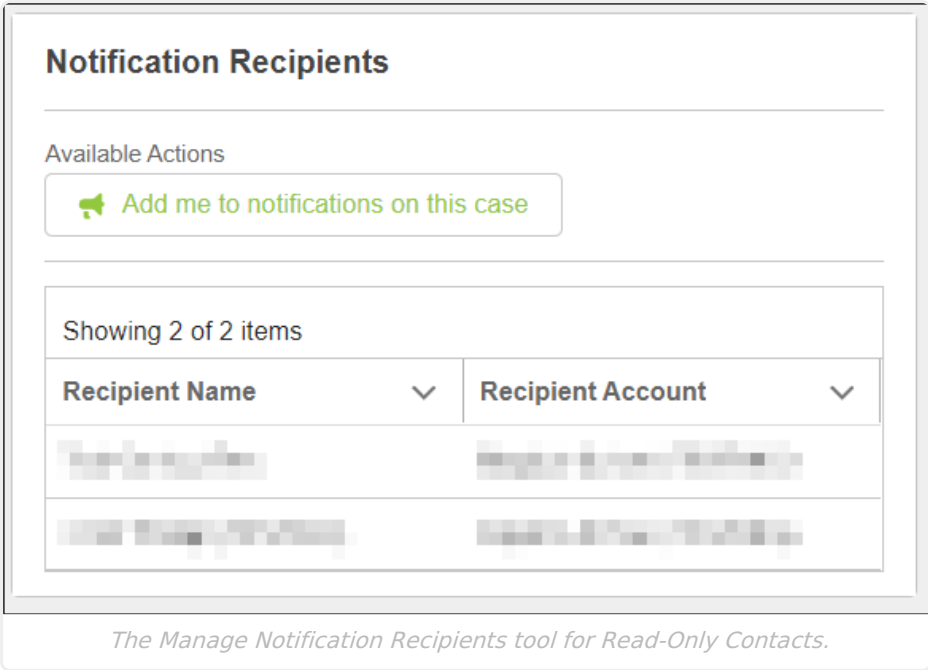 Notification Recipients
Available Actions
Add me to notifications on this case
Showing 2 of 2 items
Recipient Name Recipient Account
The Manage Notification Recipients tool for Read-Only Contacts.